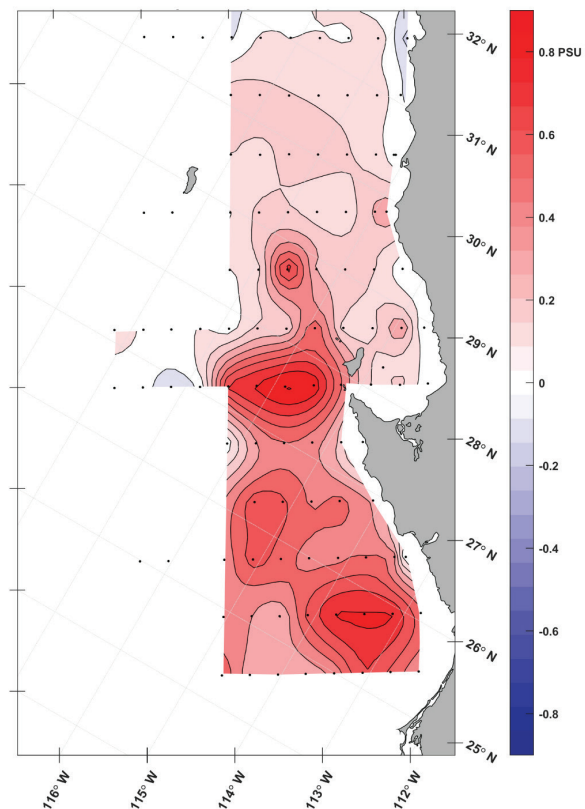 32° N
31° N
30° N
29° N
28° N
27° N
26° N
25° N
116° W
115° W
114° W
113° W
112° W
0.8 PSU
0.6
0.4
0.2
0
-0.2
-0.4
-0.6
-0.8